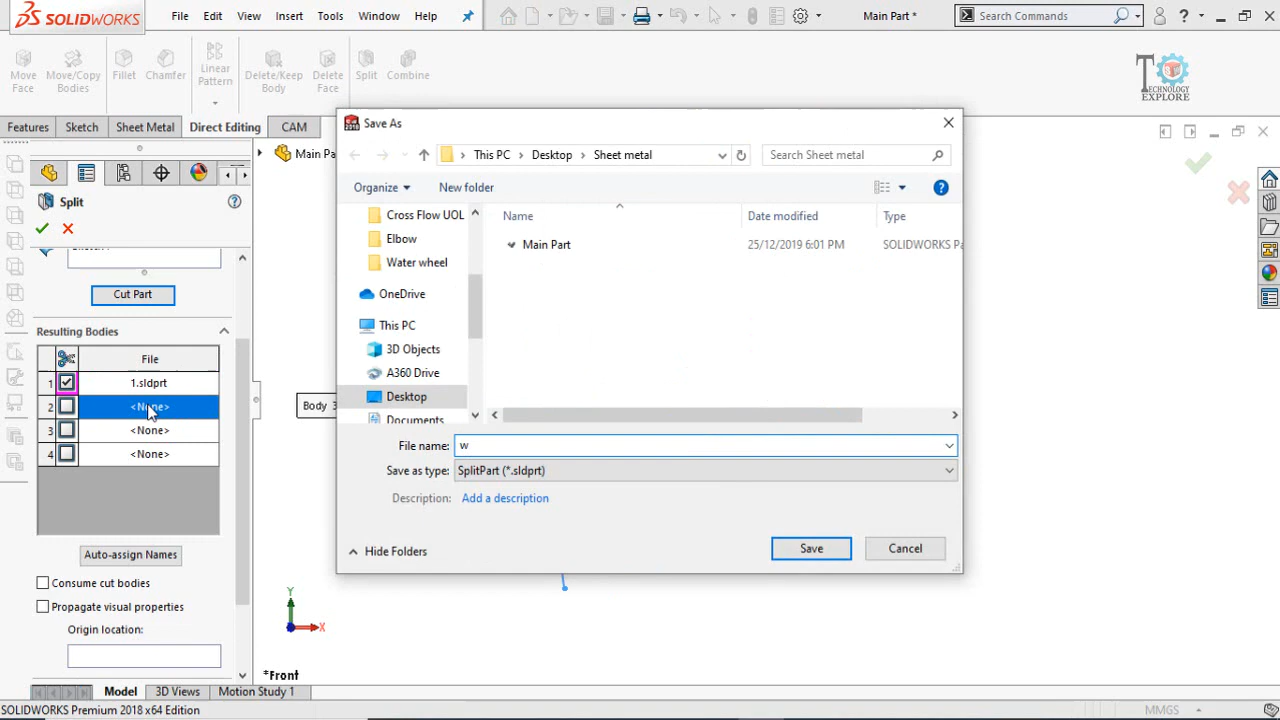 SOLIDWORKS File Edit View Insert Tools Window Help Main Part * Search Commands
Move Face Move/Copy Bodies Fillet Chamfer Linear Pattern Delete/Keep Body Delete Face Split Combine
TECHNOLOGY EXPLORE
Features Sketch Sheet Metal Direct Editing CAM
Main Pa
Split
Cut Part
Resulting Bodies
File
1 1.sldprt
2 <None>
3 <None>
4 <None>
Auto-assign Names
Consume cut bodies
Propagate visual properties
Origin location:
Body 3
Save As
This PC > Desktop > Sheet metal Search Sheet metal
Organize New folder
Cross Flow UOL
Elbow
Water wheel
OneDrive
This PC
3D Objects
A360 Drive
Desktop
Documents
Name Date modified Type
Main Part 25/12/2019 6:01 PM SOLIDWORKS Pa
File name: w
Save as type: SplitPart (*.sldprt)
Description: Add a description
Hide Folders Save Cancel
Y
X
*Front
Model 3D Views Motion Study 1
SOLIDWORKS Premium 2018 x64 Edition MMGS